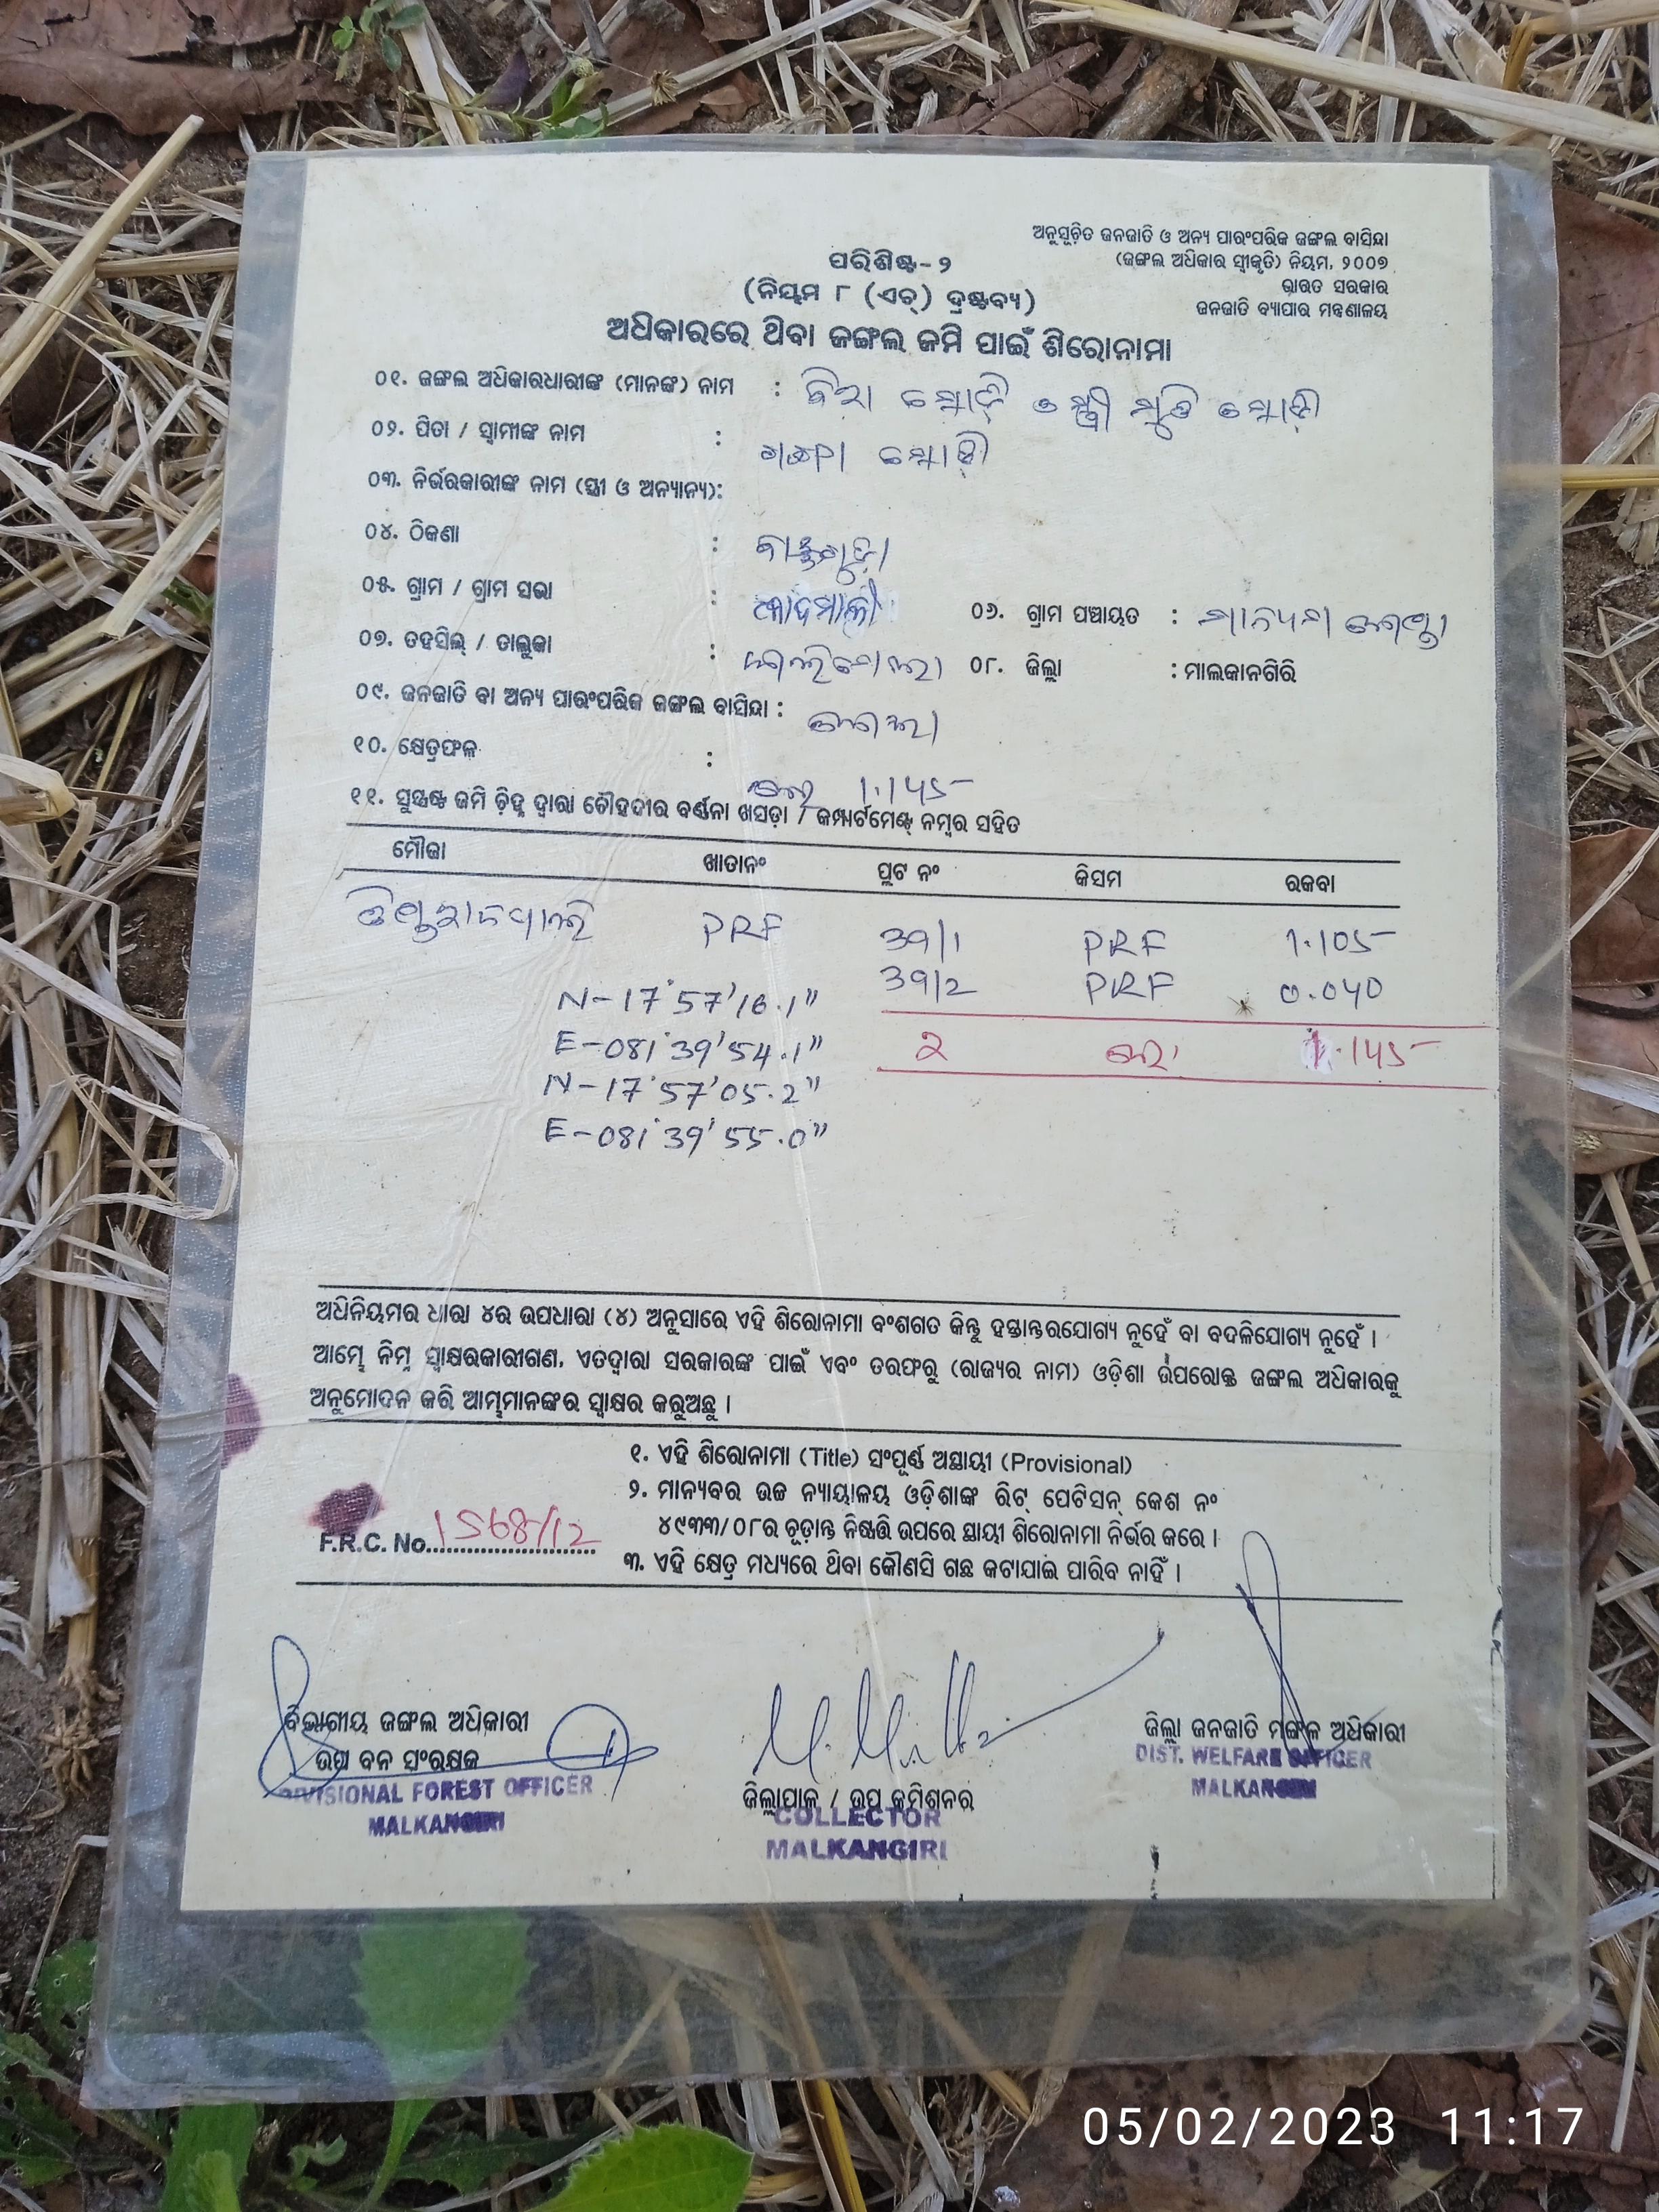 ଅନୁସୂଚିତ ଜନଜାତି ଓ ଅନ୍ୟ ପାରଂପରିକ ଜଙ୍ଗଲ ବାସିନ୍ଦା
(ଜଙ୍ଗଲ ଅଧିକାର ସ୍ୱୀକୃତି) ନିୟମ, ୨୦୦୭
ଭାରତ ସରକାର
ଜନଜାତି ବ୍ୟାପାର ମନ୍ତ୍ରଣାଳୟ
ପରିଶିଷ୍ଟ-୨
(ନିୟମ ୮ (ଏଚ୍) ଦ୍ରଷ୍ଟବ୍ୟ)
ଅଧିକାରରେ ଥିବା ଜଙ୍ଗଲ ଜମି ପାଇଁ ଶିରୋନାମା
୦୧. ଜଙ୍ଗଲ ଅଧିକାରଧାରୀଙ୍କ (ମାନଙ୍କ) ନାମ :
୦୨. ପିତା / ସ୍ୱାମୀଙ୍କ ନାମ :
୦୩. ନିର୍ଭରକାରୀଙ୍କ ନାମ (ସ୍ତ୍ରୀ ଓ ଅନ୍ୟାନ୍ୟ):
୦୪. ଠିକଣା :
୦୫. ଗ୍ରାମ / ଗ୍ରାମ ସଭା : ୦୬. ଗ୍ରାମ ପଞ୍ଚାୟତ :
୦୭. ତହସିଲ୍ / ତାଲୁକା : ୦୮. ଜିଲ୍ଲା : ମାଲକାନଗିରି
୦୯. ଜନଜାତି ବା ଅନ୍ୟ ପାରଂପରିକ ଜଙ୍ଗଲ ବାସିନ୍ଦା :
୧୦. କ୍ଷେତ୍ରଫଳ : 1.145
୧୧. ସୁସ୍ପଷ୍ଟ ଜମି ଚିହ୍ନ ଦ୍ୱାରା ଚୌହଦୀର ବର୍ଣ୍ଣନା ଖସଡ଼ା / କମ୍ପାର୍ଟମେଣ୍ଟ୍ ନମ୍ବର ସହିତ
ମୌଜା ଖାତାନଂ ପ୍ଲଟ ନଂ କିସମ ରକବା
PRF 39/1 PRF 1.105
39/2 PRF 0.040
N-17°57'16.1"
E-081°39'54.1" 2 1.145
N-17°57'05.2"
E-081°39'55.0"
ଅଧିନିୟମର ଧାରା ୪ର ଉପଧାରା (୪) ଅନୁସାରେ ଏହି ଶିରୋନାମା ବଂଶଗତ କିନ୍ତୁ ହସ୍ତାନ୍ତରଯୋଗ୍ୟ ନୁହେଁ ବା ବଦଳିଯୋଗ୍ୟ ନୁହେଁ ।
ଆମ୍ଭେ ନିମ୍ନ ସ୍ୱାକ୍ଷରକାରୀଗଣ, ଏତଦ୍ୱାରା ସରକାରଙ୍କ ପାଇଁ ଏବଂ ତରଫରୁ (ରାଜ୍ୟର ନାମ) ଓଡ଼ିଶା ଉପରୋକ୍ତ ଜଙ୍ଗଲ ଅଧିକାରକୁ
ଅନୁମୋଦନ କରି ଆମ୍ଭମାନଙ୍କର ସ୍ୱାକ୍ଷର କରୁଅଛୁ ।
୧. ଏହି ଶିରୋନାମା (Title) ସଂପୂର୍ଣ୍ଣ ଅସ୍ଥାୟୀ (Provisional)
୨. ମାନ୍ୟବର ଉଚ୍ଚ ନ୍ୟାୟାଳୟ ଓଡ଼ିଶାଙ୍କ ରିଟ୍ ପେଟିସନ୍ କେଶ ନଂ
୪୯୩୩/୦୮ର ଚୂଡ଼ାନ୍ତ ନିଷ୍ପତ୍ତି ଉପରେ ସ୍ଥାୟୀ ଶିରୋନାମା ନିର୍ଭର କରେ ।
F.R.C. No. 1568/12
୩. ଏହି କ୍ଷେତ୍ର ମଧ୍ୟରେ ଥିବା କୌଣସି ଗଛ କଟାଯାଇ ପାରିବ ନାହିଁ ।
ବିଭାଗୀୟ ଜଙ୍ଗଲ ଅଧିକାରୀ
ଉପ ବନ ସଂରକ୍ଷକ
DIVISIONAL FOREST OFFICER
MALKANGIRI
ଜିଲ୍ଲାପାଳ / ଉପ କମିଶନର
COLLECTOR
MALKANGIRI
ଜିଲ୍ଲା ଜନଜାତି ମଙ୍ଗଳ ଅଧିକାରୀ
DIST. WELFARE OFFICER
MALKANGIRI
05/02/2023 11:17